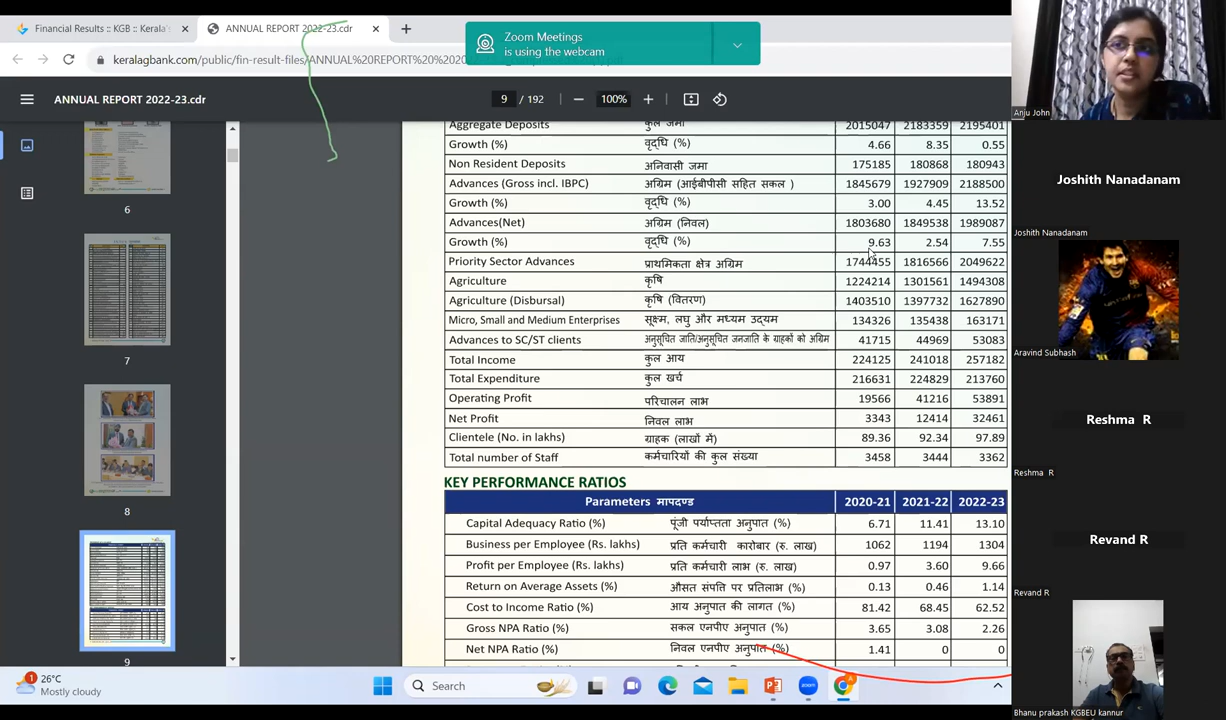 Financial Results :: KGB :: Kerala's
ANNUAL REPORT 2022-23.cdr
Zoom Meetings
is using the webcam
keralagbank.com/public/fin-result-files/ANNUAL%20REPORT%20%202
ANNUAL REPORT 2022-23.cdr
9 / 192
100%
6
7
8
9
Aggregate Deposits कुल जमा 2015047 2183359 2195401
Growth (%) वृद्धि (%) 4.66 8.35 0.55
Non Resident Deposits अनिवासी जमा 175185 180868 180943
Advances (Gross incl. IBPC) अग्रिम (आईबीपीसी सहित सकल ) 1845679 1927909 2188500
Growth (%) वृद्धि (%) 3.00 4.45 13.52
Advances(Net) अग्रिम (निवल) 1803680 1849538 1989087
Growth (%) वृद्धि (%) 9.63 2.54 7.55
Priority Sector Advances प्राथमिकता क्षेत्र अग्रिम 1744455 1816566 2049622
Agriculture कृषि 1224214 1301561 1494308
Agriculture (Disbursal) कृषि (वितरण) 1403510 1397732 1627890
Micro, Small and Medium Enterprises सूक्ष्म, लघु और मध्यम उद्यम 134326 135438 163171
Advances to SC/ST clients अनुसूचित जाति/अनुसूचित जनजाति के ग्राहकों को अग्रिम 41715 44969 53083
Total Income कुल आय 224125 241018 257182
Total Expenditure कुल खर्च 216631 224829 213760
Operating Profit परिचालन लाभ 19566 41216 53891
Net Profit निवल लाभ 3343 12414 32461
Clientele (No. in lakhs) ग्राहक (लाखों में) 89.36 92.34 97.89
Total number of Staff कर्मचारियों की कुल संख्या 3458 3444 3362
KEY PERFORMANCE RATIOS
Parameters मापदण्ड 2020-21 2021-22 2022-23
Capital Adequacy Ratio (%) पूंजी पर्याप्तता अनुपात (%) 6.71 11.41 13.10
Business per Employee (Rs. lakhs) प्रति कर्मचारी कारोबार (रु. लाख) 1062 1194 1304
Profit per Employee (Rs. lakhs) प्रति कर्मचारी लाभ (रु. लाख) 0.97 3.60 9.66
Return on Average Assets (%) औसत संपत्ति पर प्रतिलाभ (%) 0.13 0.46 1.14
Cost to Income Ratio (%) आय अनुपात की लागत (%) 81.42 68.45 62.52
Gross NPA Ratio (%) सकल एनपीए अनुपात (%) 3.65 3.08 2.26
Net NPA Ratio (%) निवल एनपीए अनुपात (%) 1.41 0 0
1
26°C
Mostly cloudy
Search
Anju John
Joshith Nanadanam
Joshith Nanadanam
Aravind Subhash
Reshma R
Reshma R
Revand R
Revand R
Bhanu prakash KGBEU kannur